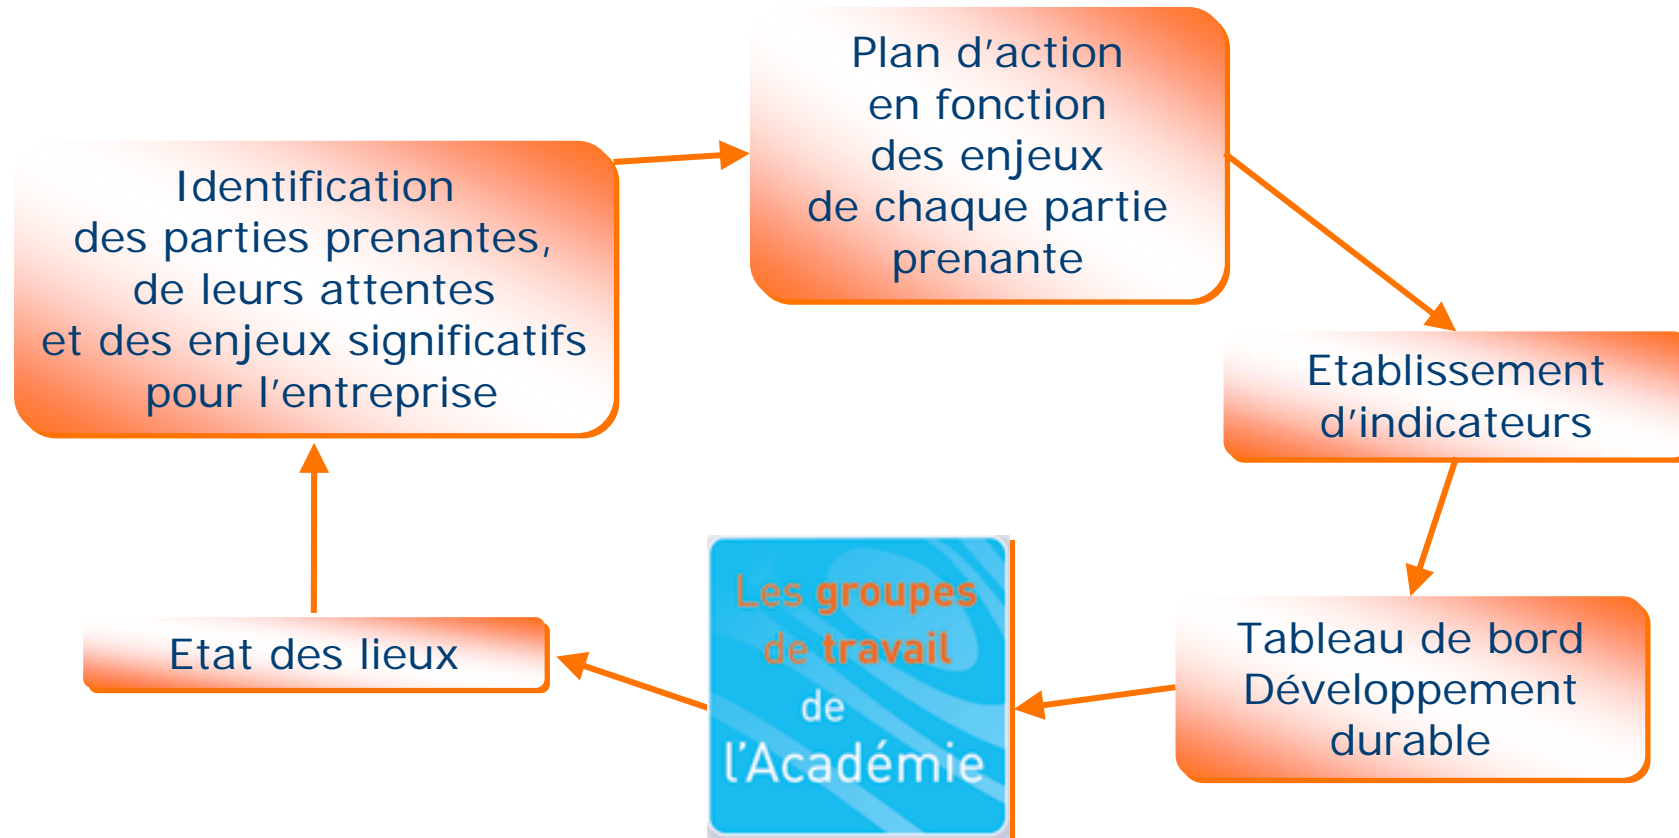 Plan d’action
en fonction
des enjeux
de chaque partie
prenante
Identification
des parties prenantes,
de leurs attentes
et des enjeux significatifs
pour l’entreprise
Etablissement
d’indicateurs
Etat des lieux
Les groupes
de travail
de
l’Académie
Tableau de bord
Développement
durable